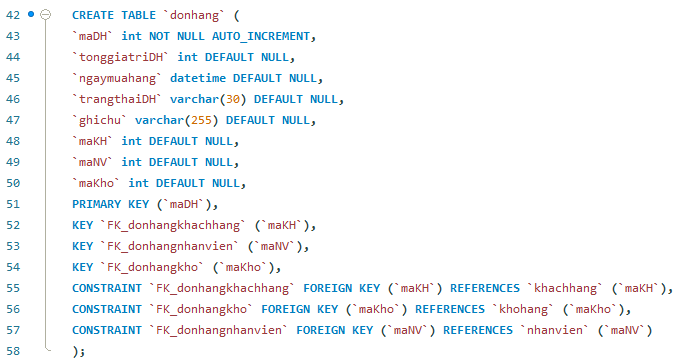 42 CREATE TABLE `donhang` (
43 `maDH` int NOT NULL AUTO_INCREMENT,
44 `tonggiatriDH` int DEFAULT NULL,
45 `ngaymuahang` datetime DEFAULT NULL,
46 `trangthaiDH` varchar(30) DEFAULT NULL,
47 `ghichu` varchar(255) DEFAULT NULL,
48 `maKH` int DEFAULT NULL,
49 `maNV` int DEFAULT NULL,
50 `maKho` int DEFAULT NULL,
51 PRIMARY KEY (`maDH`),
52 KEY `FK_donhangkhachhang` (`maKH`),
53 KEY `FK_donhangnhanvien` (`maNV`),
54 KEY `FK_donhangkho` (`maKho`),
55 CONSTRAINT `FK_donhangkhachhang` FOREIGN KEY (`maKH`) REFERENCES `khachhang` (`maKH`),
56 CONSTRAINT `FK_donhangkho` FOREIGN KEY (`maKho`) REFERENCES `khohang` (`maKho`),
57 CONSTRAINT `FK_donhangnhanvien` FOREIGN KEY (`maNV`) REFERENCES `nhanvien` (`maNV`)
58 );